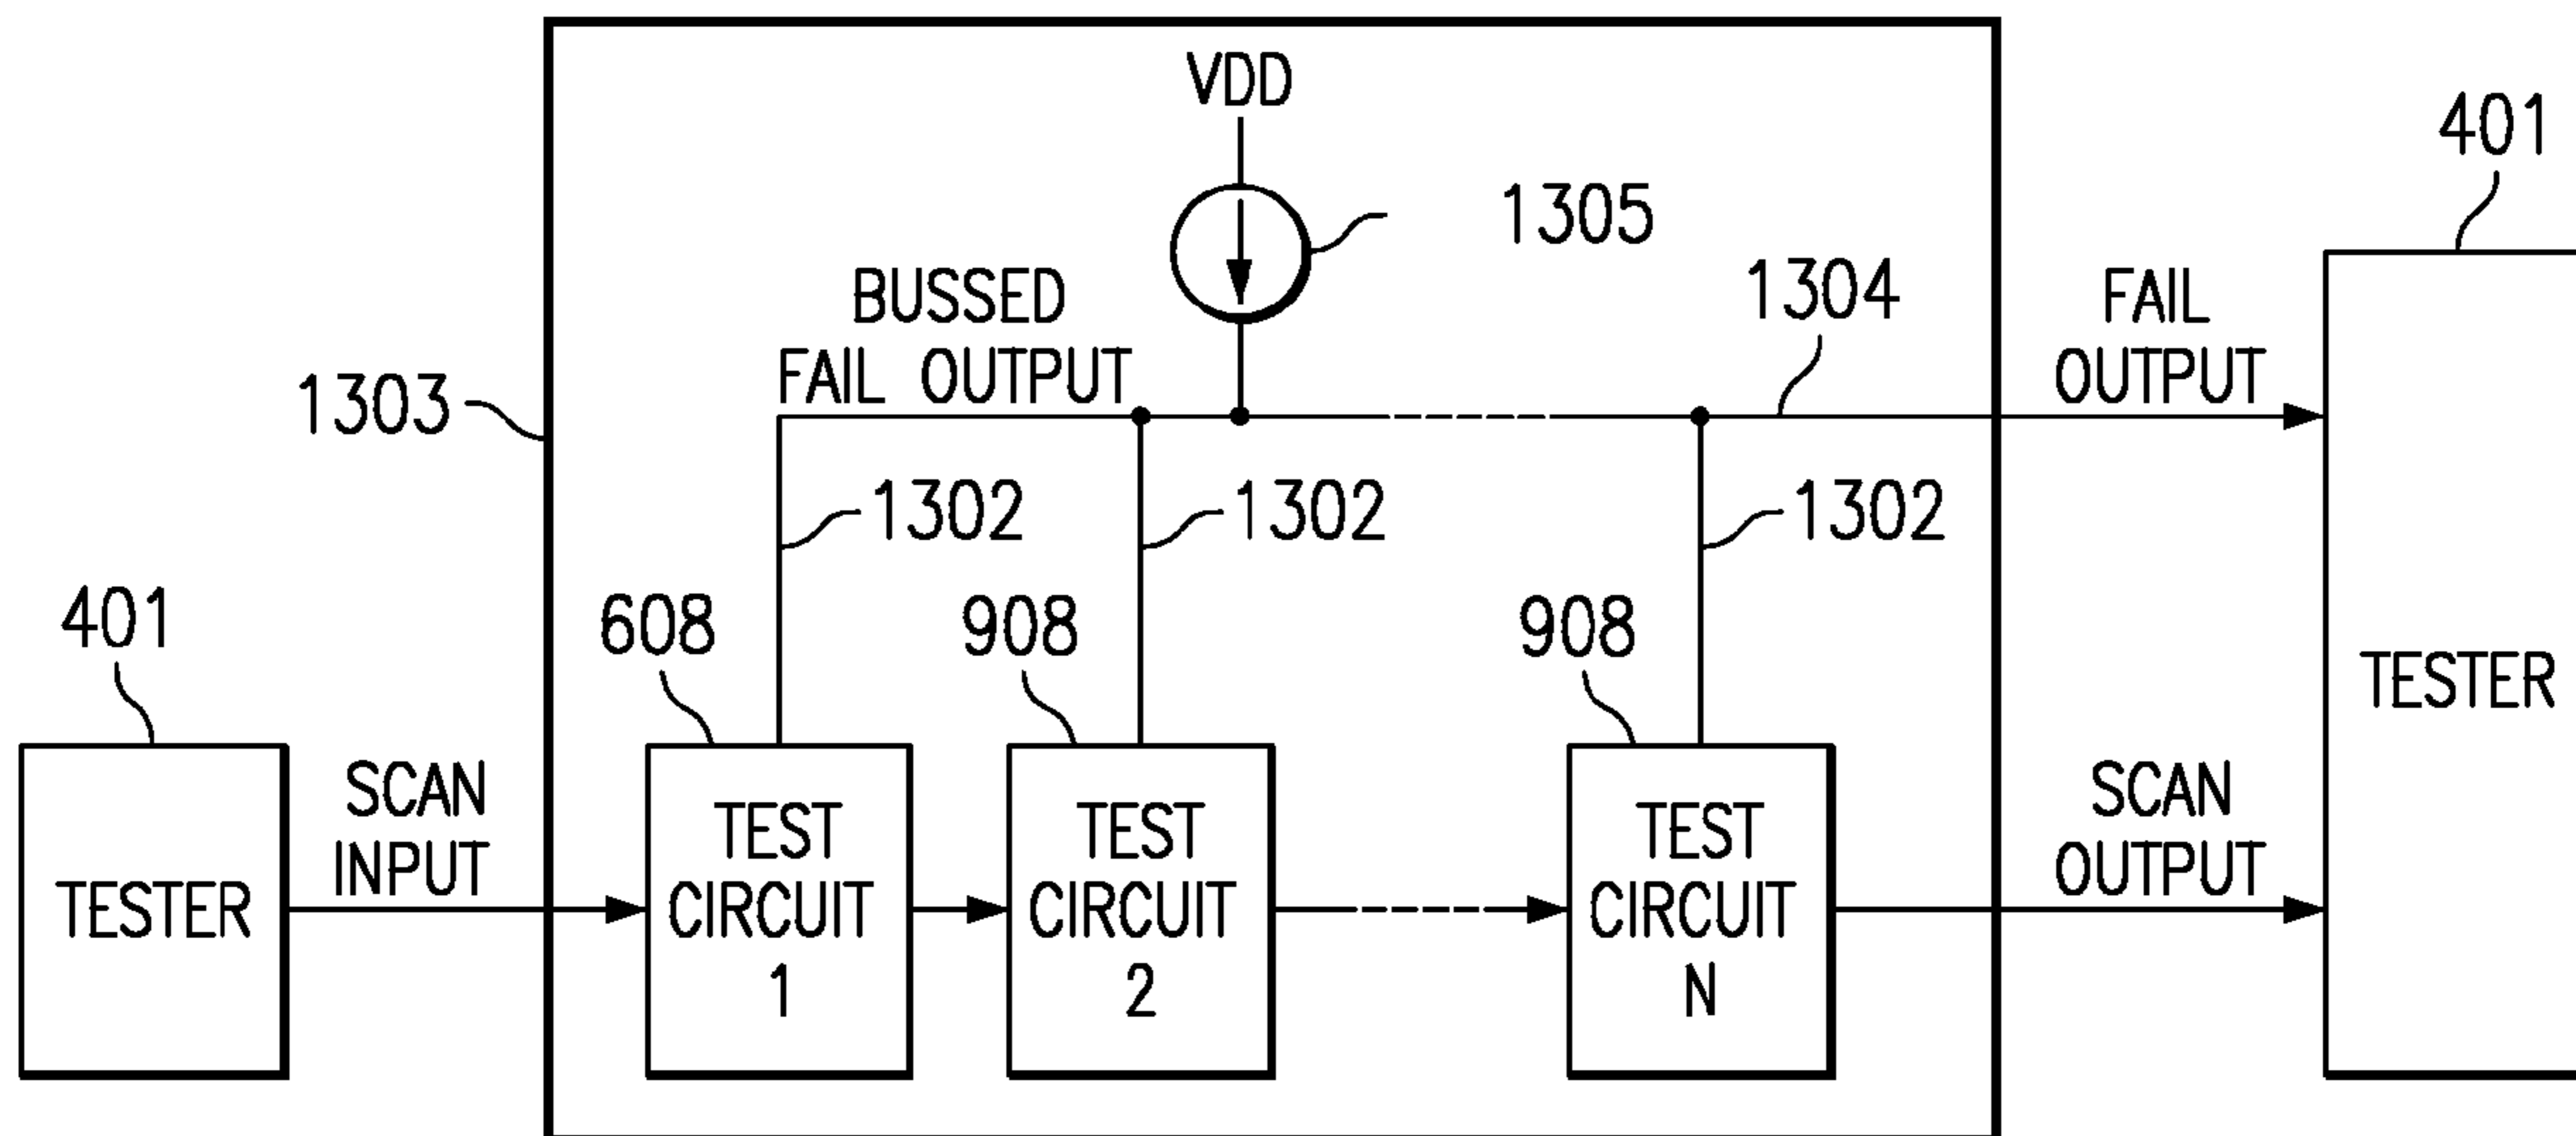 VDD
401
1305
1304
BUSSED
FAIL OUTPUT
FAIL
OUTPUT
1303
1302
1302
1302
401
608
908
908
TESTER
SCAN
INPUT
TESTER
TEST
CIRCUIT
1
TEST
CIRCUIT
2
TEST
CIRCUIT
N
SCAN
OUTPUT